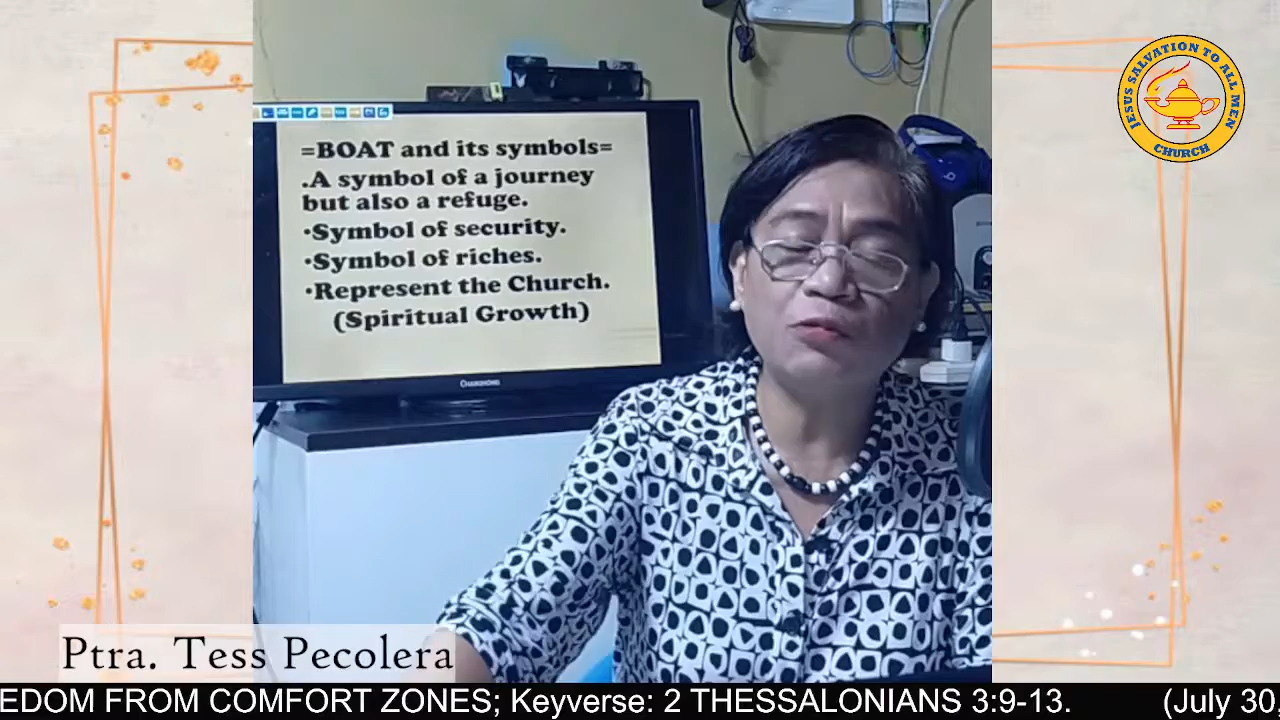 =BOAT and its symbols=
.A symbol of a journey
but also a refuge.
•Symbol of security.
•Symbol of riches.
•Represent the Church.
(Spiritual Growth)
CHANGHONG
JESUS SALVATION TO ALL MEN
CHURCH
Ptra. Tess Pecolera
EDOM FROM COMFORT ZONES; Keyverse: 2 THESSALONIANS 3:9-13. (July 30,